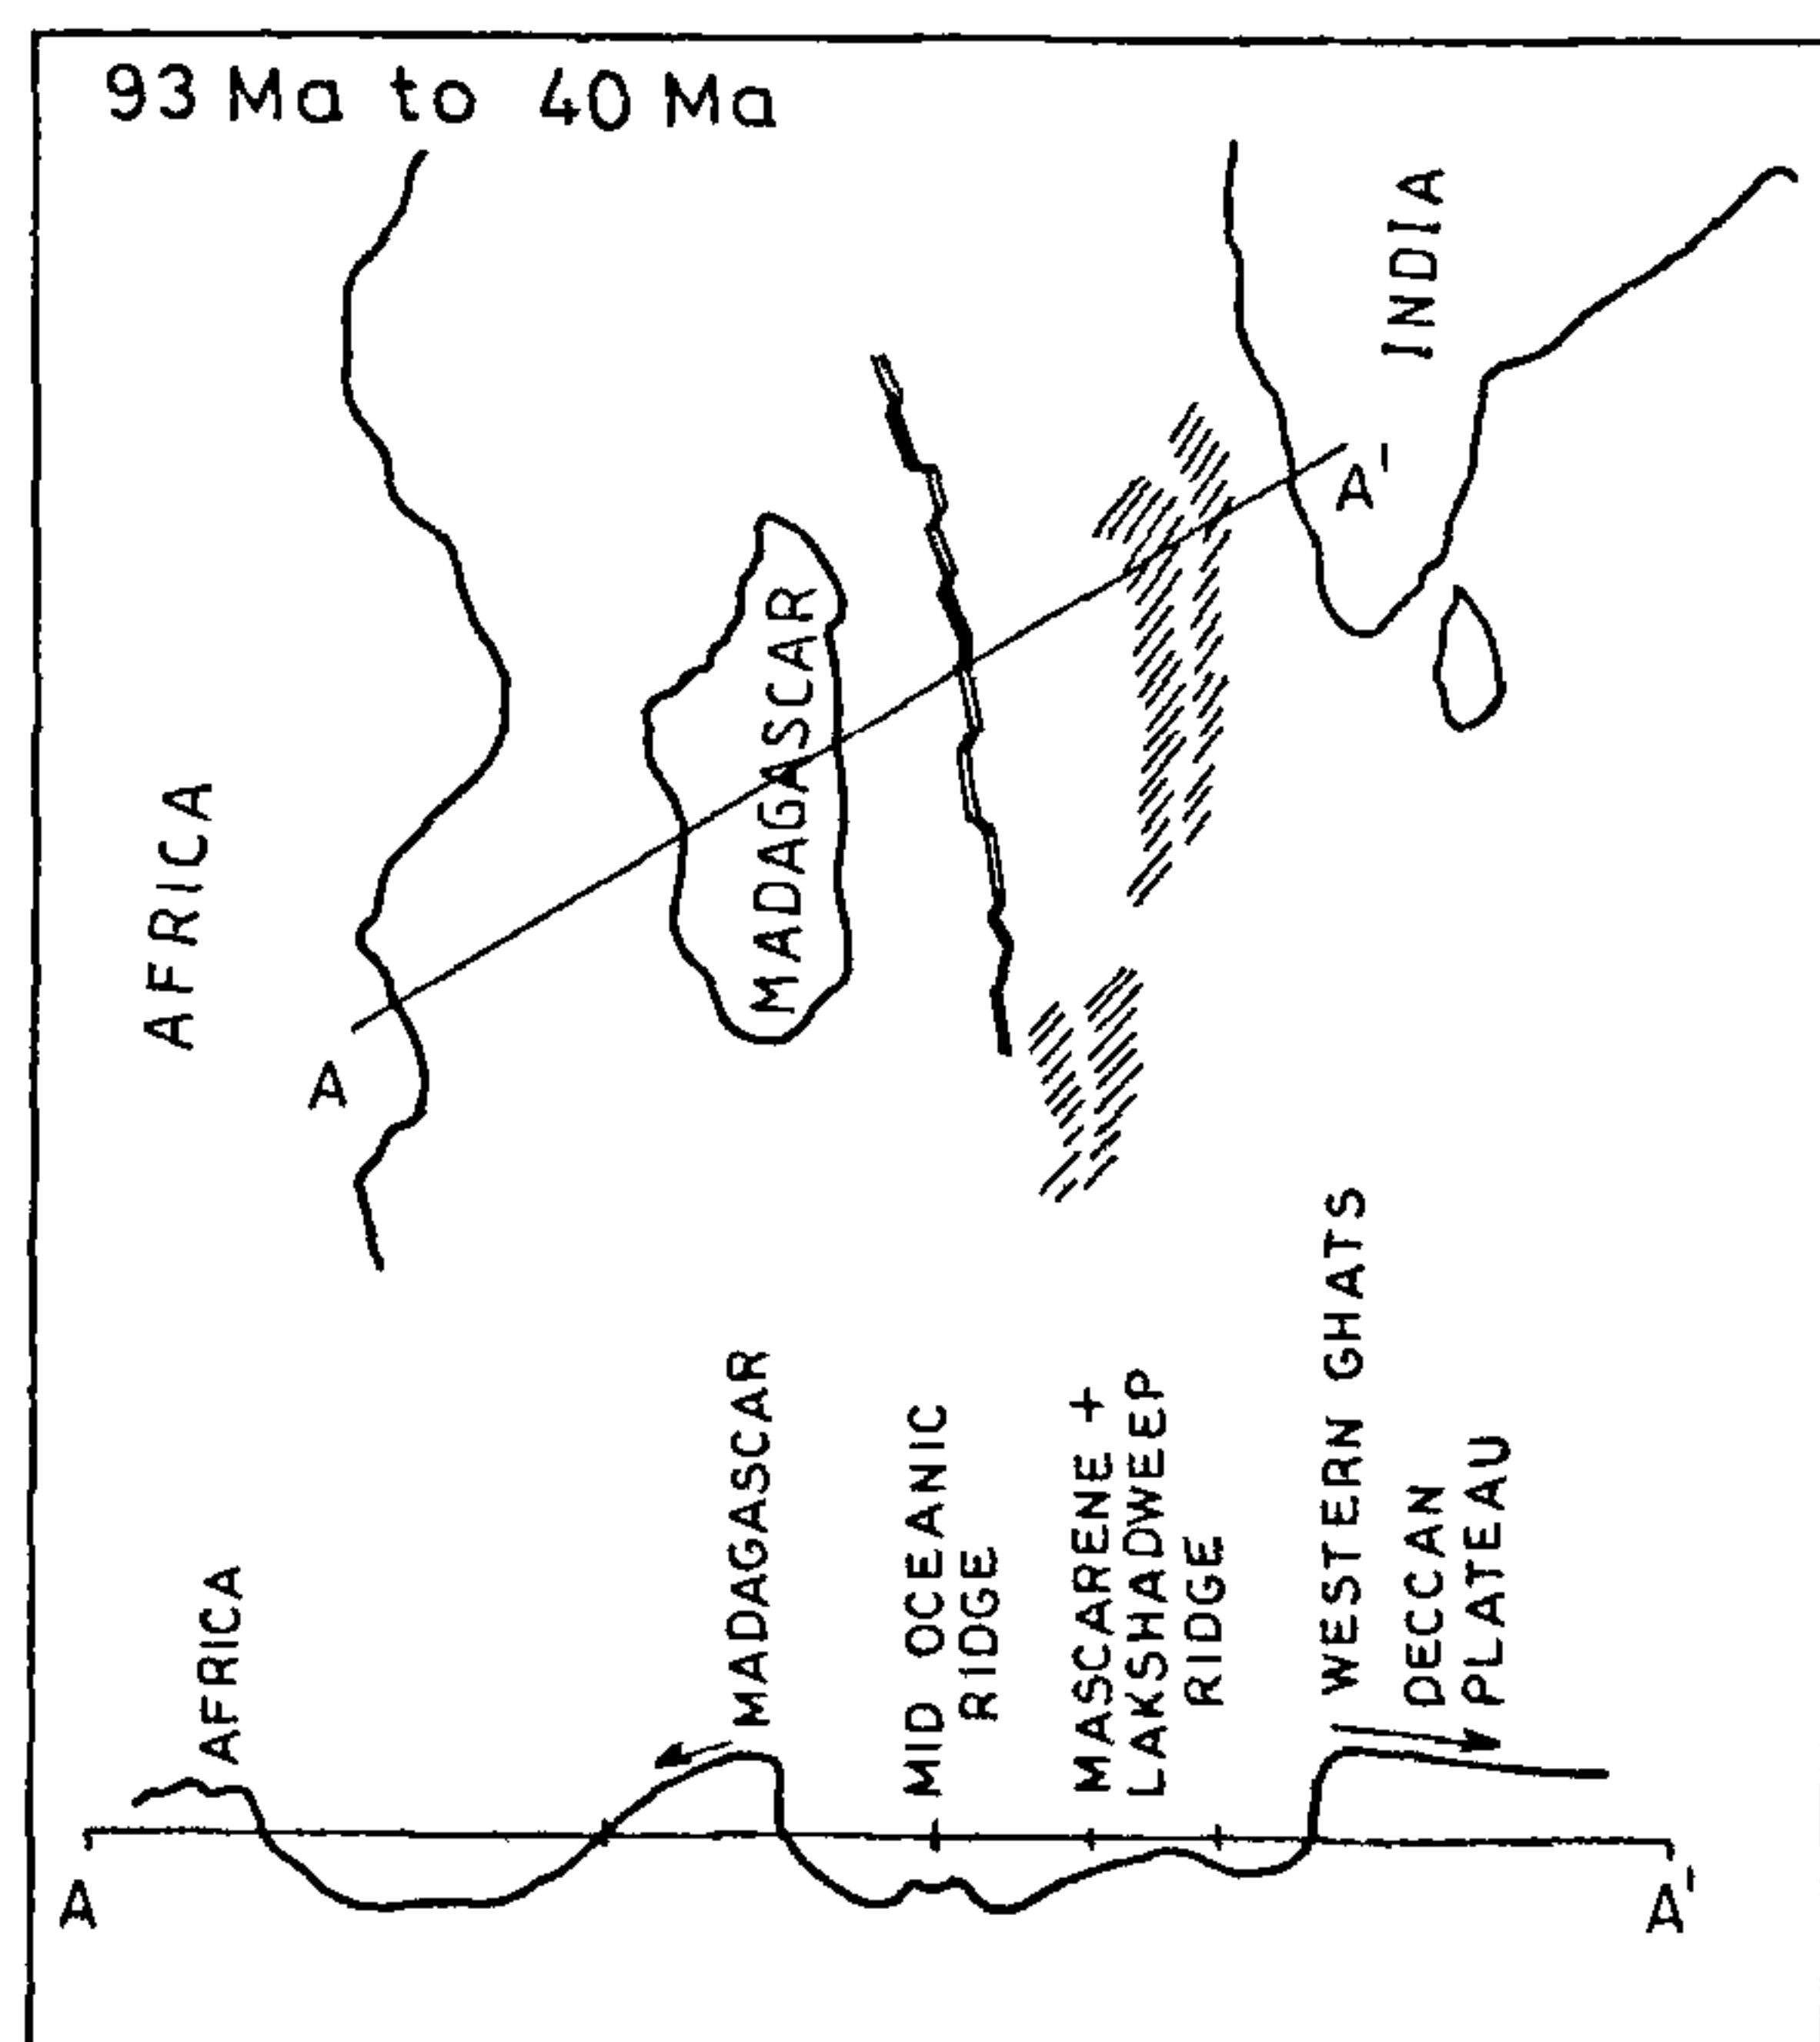 93 Ma to 40 Ma
INDIA
A'
MADAGASCAR
AFRICA
A
AFRICA
MADAGASCAR
MID OCEANIC
RIDGE
MASCARENE +
LAKSHADWEEP
RIDGE
WESTERN GHATS
DECCAN
PLATEAU
A
A'